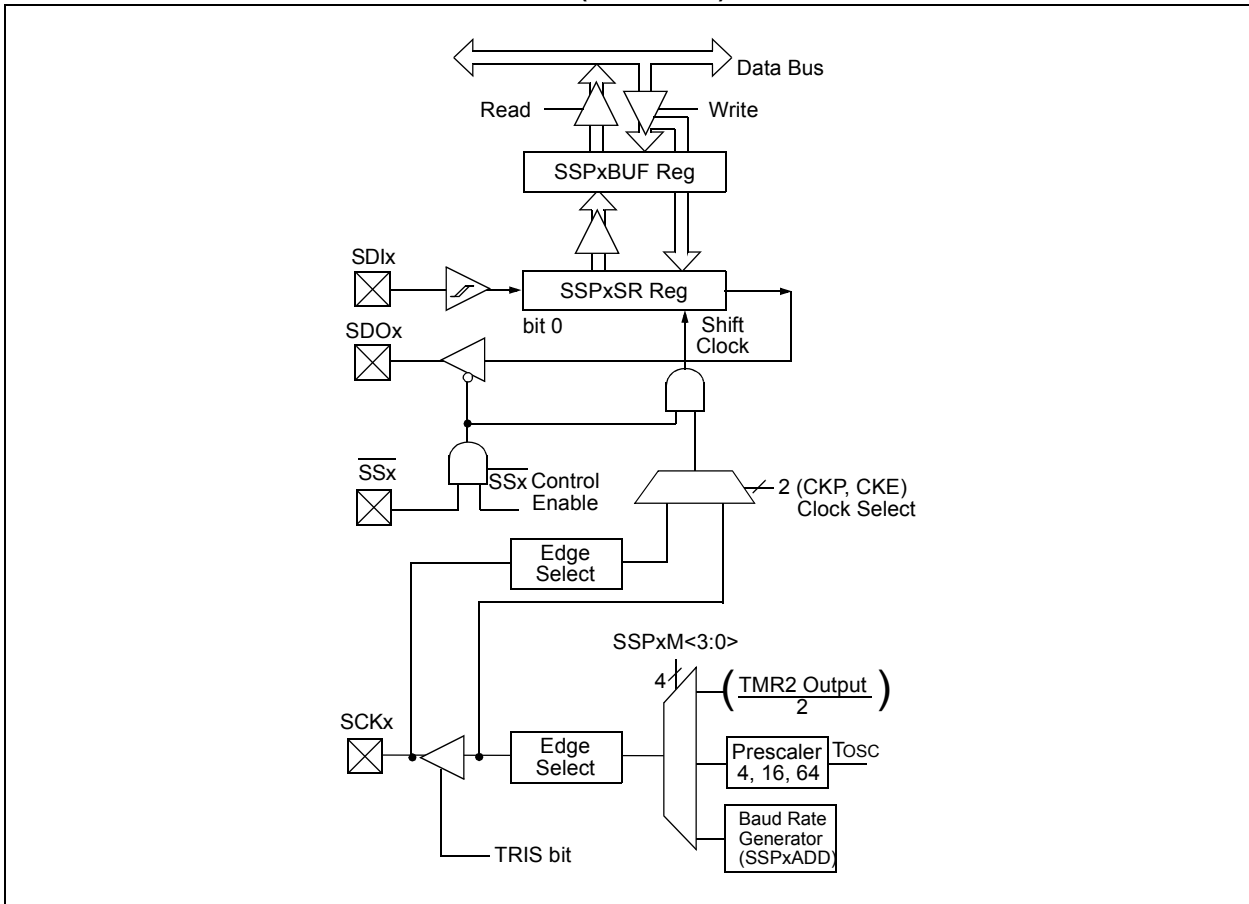 Data Bus
Read
Write
SSPxBUF Reg
SDIx
SSPxSR Reg
bit 0
Shift
Clock
SDOx
SSx
SSx Control
Enable
2 (CKP, CKE)
Clock Select
Edge
Select
SSPxM<3:0>
4
(TMR2 Output)
2
SCKx
Edge
Select
Prescaler
4, 16, 64
TOSC
Baud Rate
Generator
(SSPxADD)
TRIS bit